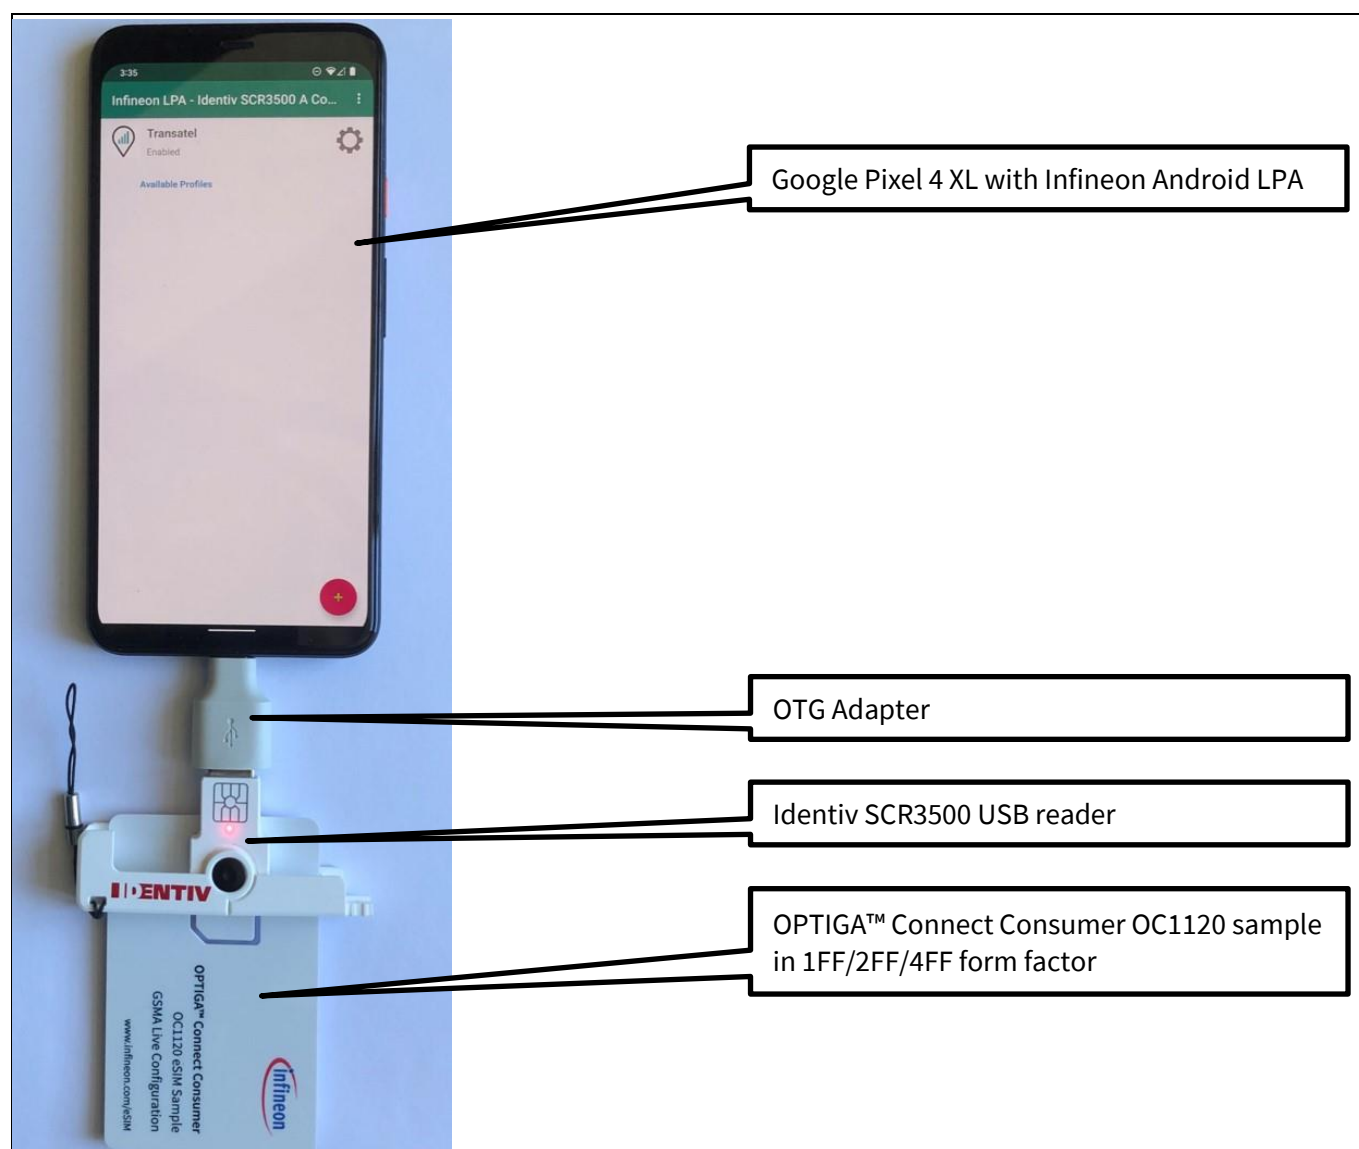 3:35
Infineon LPA - Identiv SCR3500 A Co...
Transatel
Enabled
Available Profiles
Google Pixel 4 XL with Infineon Android LPA
OTG Adapter
Identiv SCR3500 USB reader
IDENTIV
OPTIGA™ Connect Consumer OC1120 sample
in 1FF/2FF/4FF form factor
infineon
OPTIGA™ Connect Consumer
OC1120 eSIM Sample
GSMA Live Configuration
www.infineon.com/eSIM